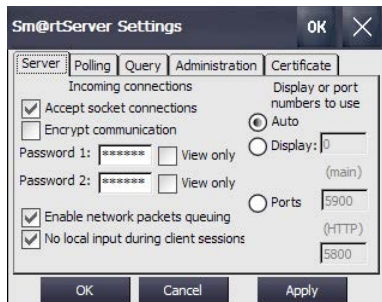 Sm@rtServer Settings OK
Server Polling Query Administration Certificate
Incoming connections
Accept socket connections
Encrypt communication
Password 1: ****** View only
Password 2: ****** View only
Enable network packets queuing
No local input during client sessions
Display or port
numbers to use
Auto
Display: 0
(main)
Ports 5900
(HTTP)
5800
OK Cancel Apply